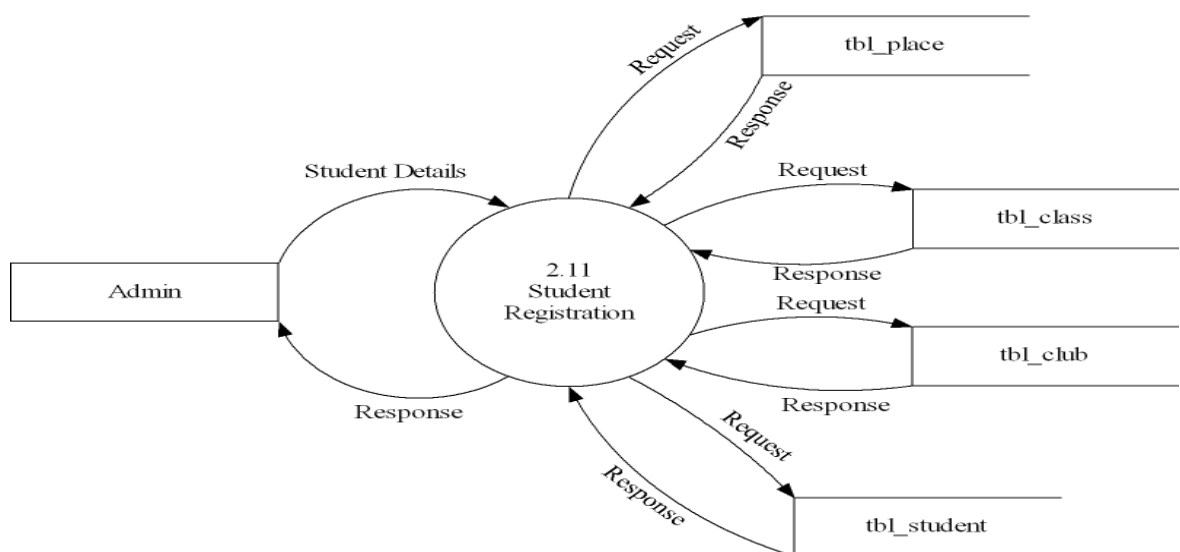 Request
tbl_place
Response
Student Details
Request
tbl_class
Response
Admin
2.11
Student
Registration
Request
tbl_club
Response
Response
Request
Response
tbl_student